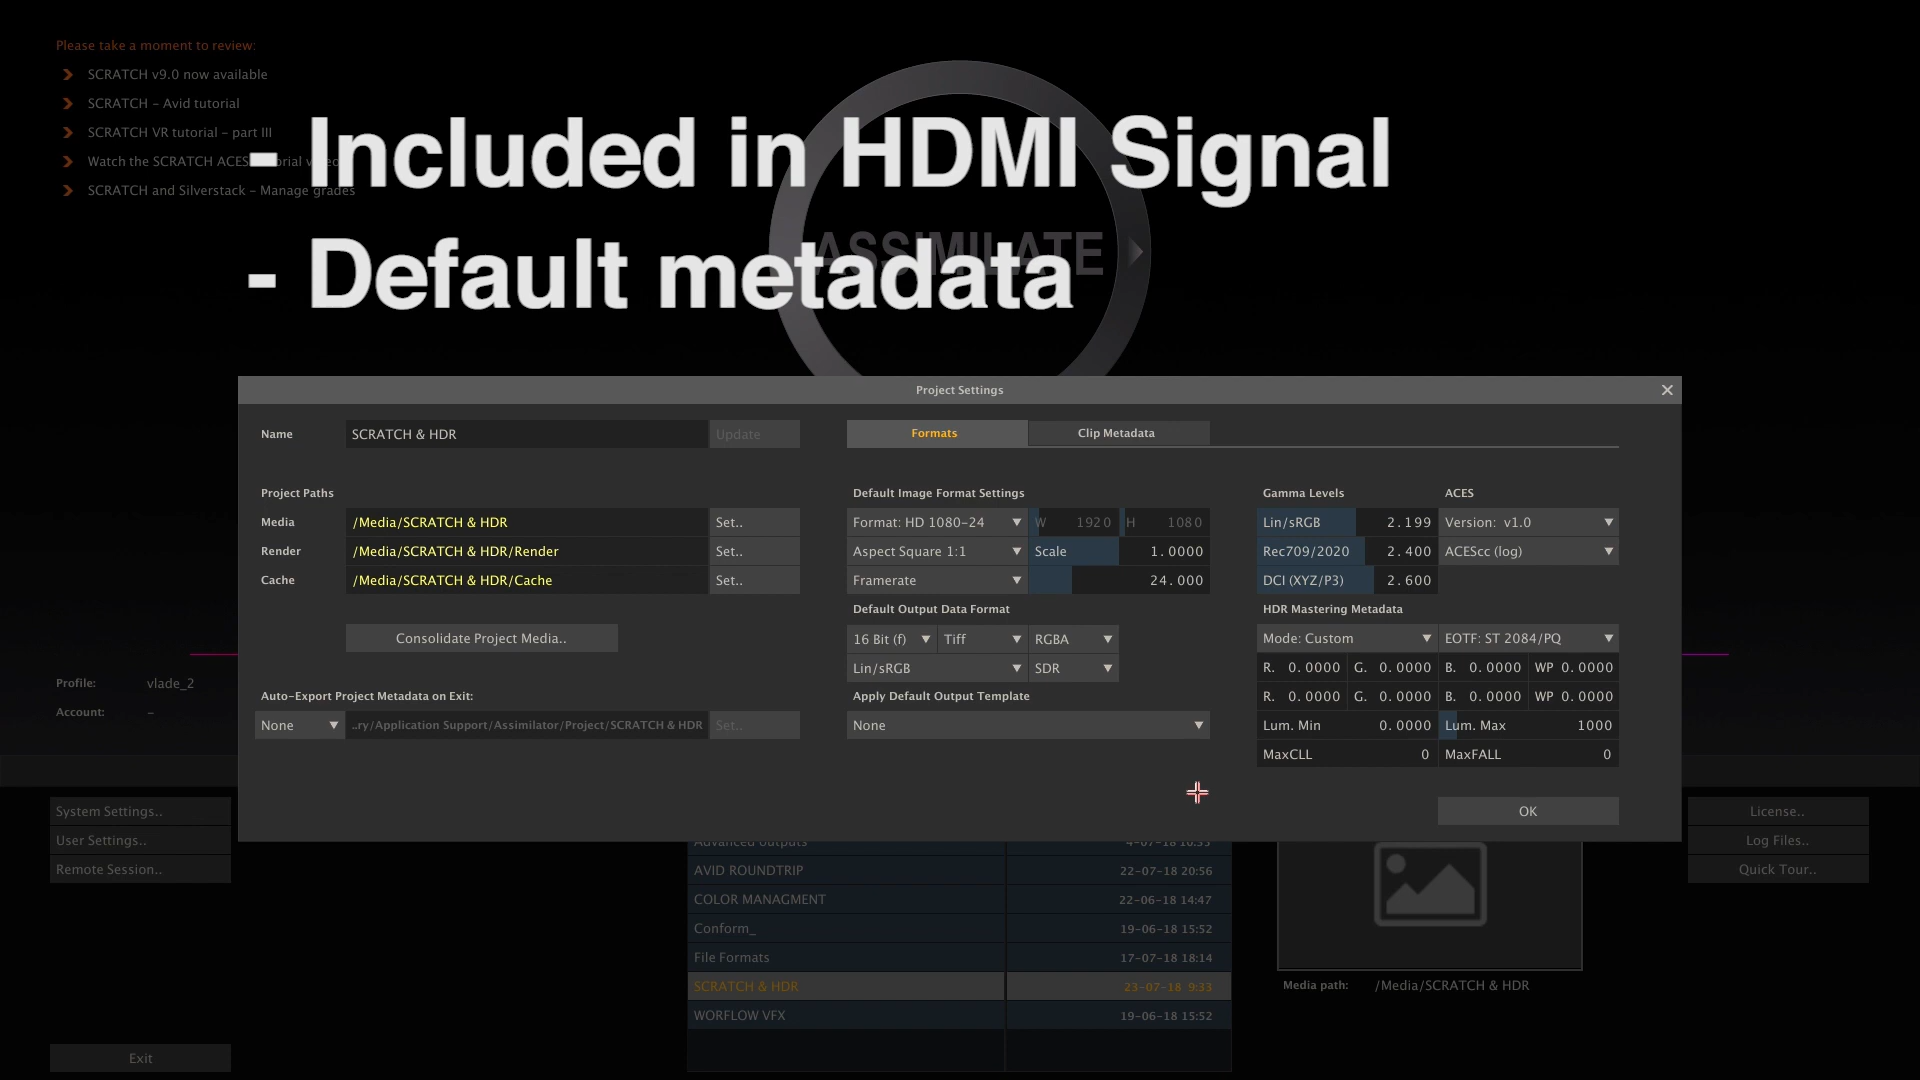 Please take a moment to review:
SCRATCH v9.0 now available
SCRATCH - Avid tutorial
SCRATCH VR tutorial - part III
Watch the SCRATCH ACES
SCRATCH and Silverstack - Manage grades
- Included in HDMI Signal
ASSIMILATE
- Default metadata
Project Settings
Name SCRATCH & HDR Update
Formats Clip Metadata
Project Paths
Media /Media/SCRATCH & HDR Set..
Render /Media/SCRATCH & HDR/Render Set..
Cache /Media/SCRATCH & HDR/Cache Set..
Consolidate Project Media..
Auto-Export Project Metadata on Exit:
None ..ry/Application Support/Assimilator/Project/SCRATCH & HDR Set..
Default Image Format Settings
Format: HD 1080-24 W 1920 H 1080
Aspect Square 1:1 Scale 1.0000
Framerate 24.000
Default Output Data Format
16 Bit (f) Tiff RGBA
Lin/sRGB SDR
Apply Default Output Template
None
Gamma Levels ACES
Lin/sRGB 2.199 Version: v1.0
Rec709/2020 2.400 ACEScc (log)
DCI (XYZ/P3) 2.600
HDR Mastering Metadata
Mode: Custom EOTF: ST 2084/PQ
R. 0.0000 G. 0.0000 B. 0.0000 WP 0.0000
R. 0.0000 G. 0.0000 B. 0.0000 WP 0.0000
Lum. Min 0.0000 Lum. Max 1000
MaxCLL 0 MaxFALL 0
OK
Profile: vlade_2
Account: -
System Settings..
User Settings..
Remote Session..
Exit
Advanced outputs
AVID ROUNDTRIP 22-07-18 20:56
COLOR MANAGMENT 22-06-18 14:47
Conform_ 19-06-18 15:52
File Formats 17-07-18 18:14
SCRATCH & HDR 23-07-18 9:33
WORFLOW VFX 19-06-18 15:52
Media path: /Media/SCRATCH & HDR
License..
Log Files..
Quick Tour..